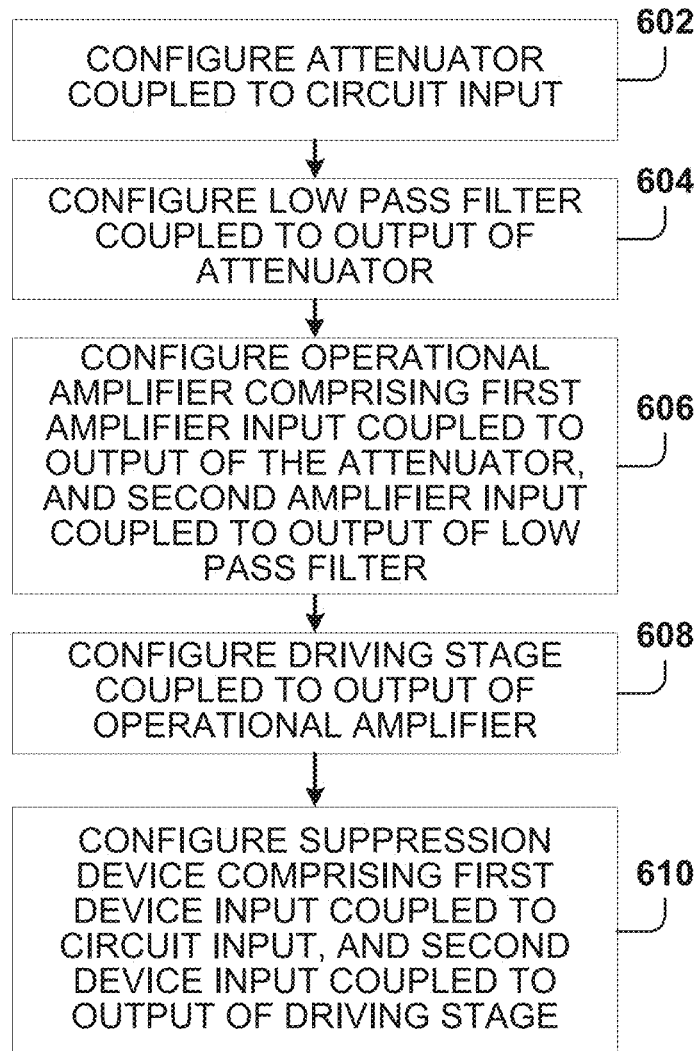 602
CONFIGURE ATTENUATOR
COUPLED TO CIRCUIT INPUT
604
CONFIGURE LOW PASS FILTER
COUPLED TO OUTPUT OF
ATTENUATOR
606
CONFIGURE OPERATIONAL
AMPLIFIER COMPRISING FIRST
AMPLIFIER INPUT COUPLED TO
OUTPUT OF THE ATTENUATOR,
AND SECOND AMPLIFIER INPUT
COUPLED TO OUTPUT OF LOW
PASS FILTER
608
CONFIGURE DRIVING STAGE
COUPLED TO OUTPUT OF
OPERATIONAL AMPLIFIER
610
CONFIGURE SUPPRESSION
DEVICE COMPRISING FIRST
DEVICE INPUT COUPLED TO
CIRCUIT INPUT, AND SECOND
DEVICE INPUT COUPLED TO
OUTPUT OF DRIVING STAGE